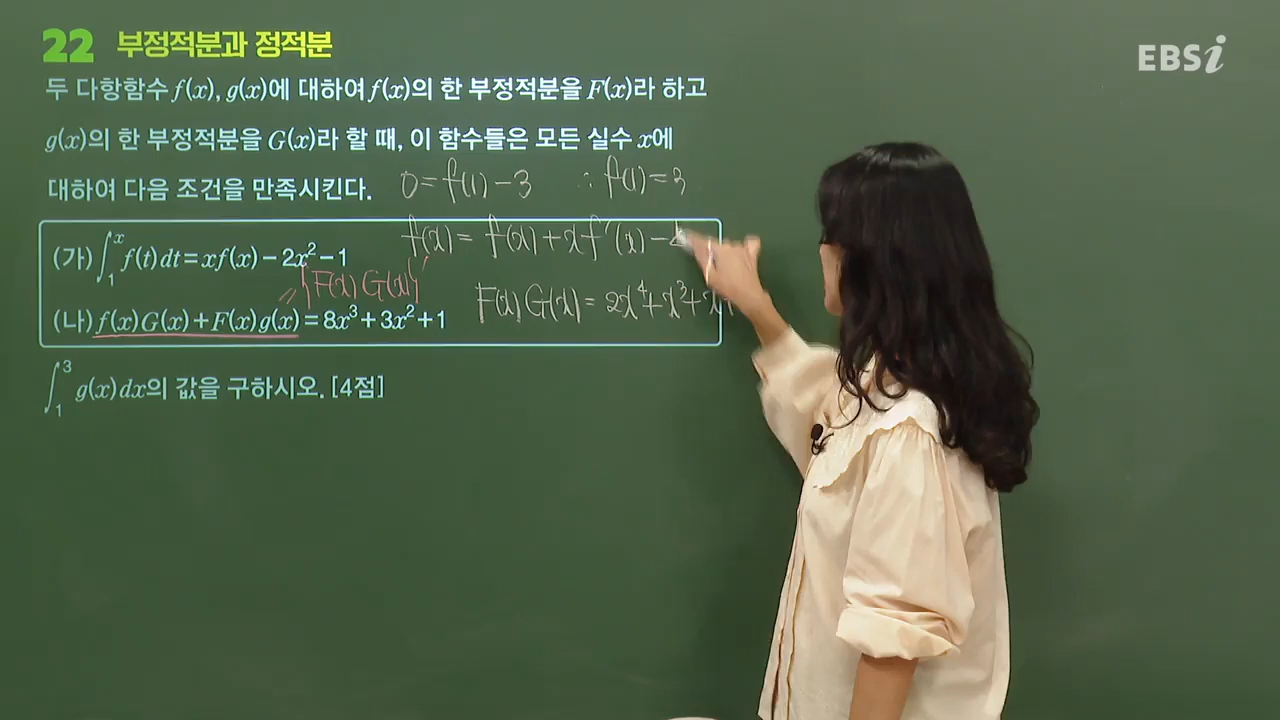 22 부정적분과 정적분
EBSi
두 다항함수 f(x), g(x)에 대하여 f(x)의 한 부정적분을 F(x)라 하고
g(x)의 한 부정적분을 G(x)라 할 때, 이 함수들은 모든 실수 x에
대하여 다음 조건을 만족시킨다.
0 = f(1) - 3 ∴ f(1) = 3
f(x) = f(x) + x f'(x) -
(가) ∫₁ˣ f(t)dt = xf(x) - 2x² - 1
= {F(x) G(x)}'
F(x) G(x) = 2x⁴ + x³ + x +
(나) f(x)G(x) + F(x)g(x) = 8x³ + 3x² + 1
∫₁³ g(x)dx의 값을 구하시오. [4점]